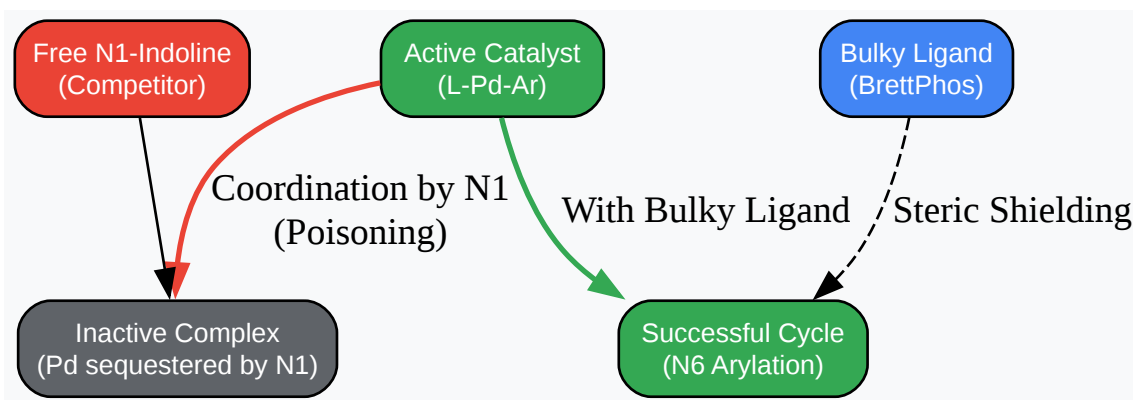 Free N1-Indoline
(Competitor)
Active Catalyst
(L-Pd-Ar)
Bulky Ligand
(BrettPhos)
Coordination by N1
(Poisoning)
With Bulky Ligand
Steric Shielding
Inactive Complex
(Pd sequestered by N1)
Successful Cycle
(N6 Arylation)